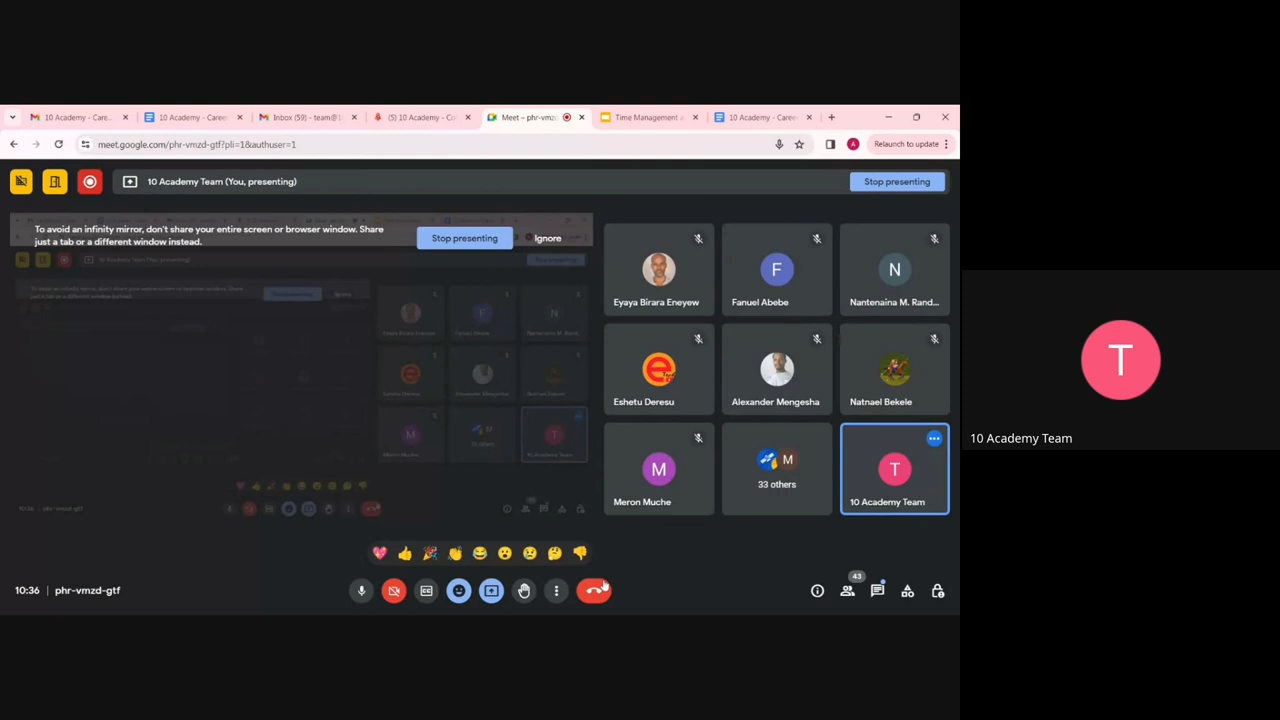 10 Academy - Care...
10 Academy - Caree
Inbox (59) - team@1
(5) 10 Academy - Co
Meet – phr-vmz
Time Management a
10 Academy - Caree
meet.google.com/phr-vmzd-gtf?pli=1&authuser=1
A
Relaunch to update
10 Academy Team (You, presenting)
Stop presenting
To avoid an infinity mirror, don't share your entire screen or browser window. Share
just a tab or a different window instead.
Stop presenting
Ignore
Eyaya Birara Eneyew
F
Fanuel Abebe
N
Nantenaina M. Rand...
e
Eshetu Deresu
Alexander Mengesha
Natnael Bekele
M
Meron Muche
M
33 others
T
10 Academy Team
10:36 | phr-vmzd-gtf
43
T
10 Academy Team